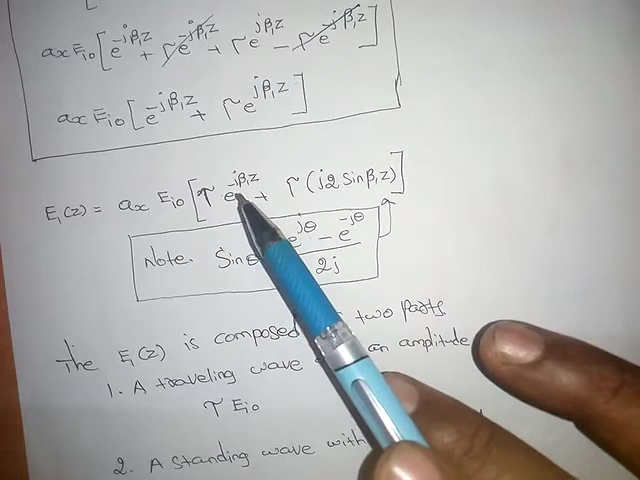 [
ax Ei0 [e^-jβ1z + Γe^-jβ1z + Γe^jβ1z - Γe^-jβ1z]
ax Ei0 [e^-jβ1z + Γe^jβ1z]
E1(z) = ax Ei0 [τ e^-jβ1z + Γ(j2 sinβ1z)]
Note. Sinθ e^jθ - e^-jθ
2j
The E1(z) is composed two parts
1. A traveling wave an amplitude
τ Ei0
2. A standing wave with